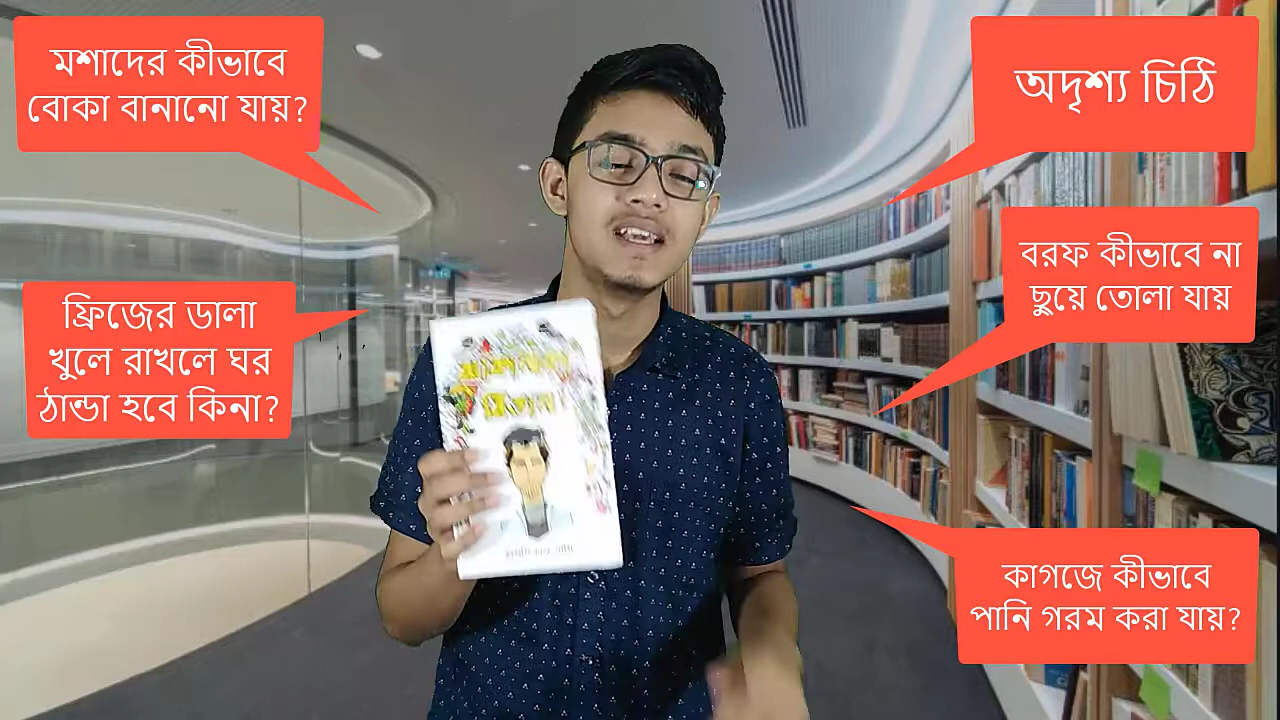 মশাদের কীভাবে
বোকা বানানো যায়?
ফ্রিজের ডালা
খুলে রাখলে ঘর
ঠান্ডা হবে কিনা?
অদৃশ্য চিঠি
বরফ কীভাবে না
ছুয়ে তোলা যায়
কাগজে কীভাবে
পানি গরম করা যায়?